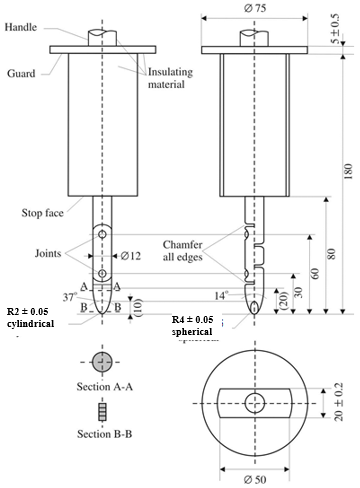 Handle
Ø 75
5 ± 0.5
Guard
Insulating
material
180
Stop face
Joints
Ø12
Chamfer
all edges
80
60
30
(20)
A A
37°
14°
B B
(10)
R2 ± 0.05
cylindrical
R4 ± 0.05
spherical
Section A-A
Section B-B
20 ± 0.2
Ø 50